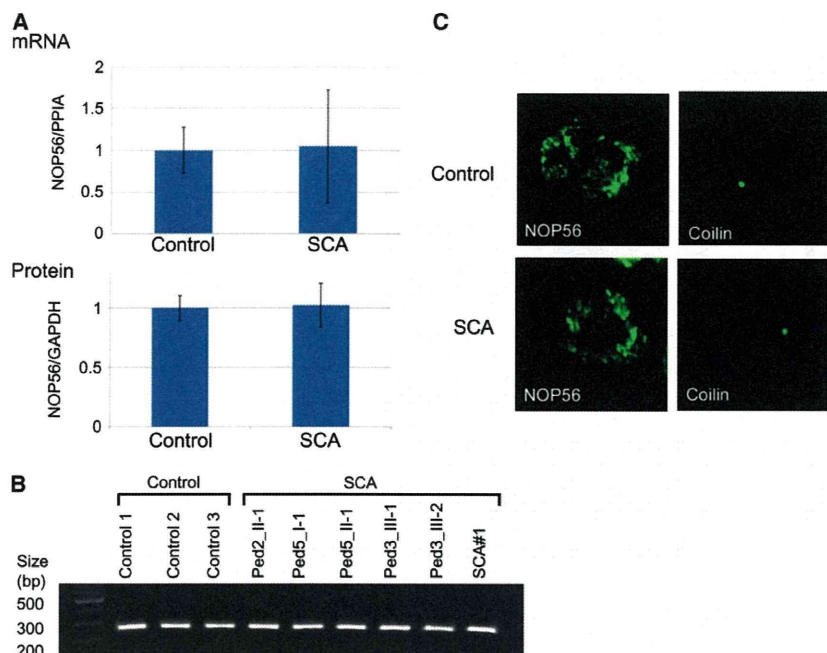 A
mRNA
NOP56/PPIA
2
1.5
1
0.5
0
Control
SCA
Protein
NOP56/GAPDH
1
0.5
0
Control
SCA
C
Control
NOP56
Coilin
SCA
NOP56
Coilin
B
Control
SCA
Control 1
Control 2
Control 3
Ped2_II-1
Ped5_I-1
Ped5_II-1
Ped3_III-1
Ped3_III-2
SCA#1
Size
(bp)
500
300
200